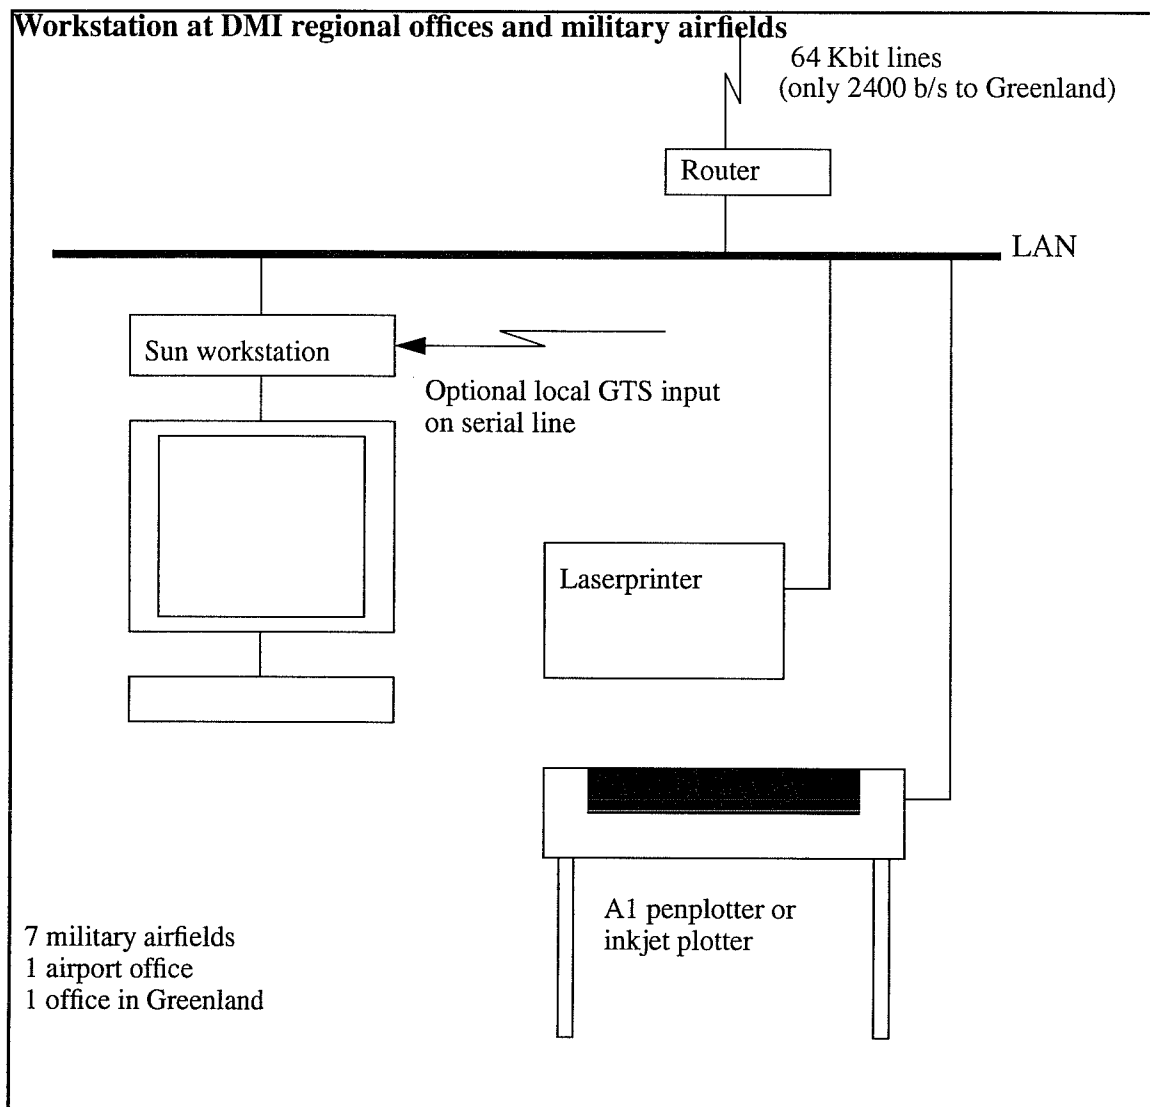 Workstation at DMI regional offices and military airfields
64 Kbit lines
(only 2400 b/s to Greenland)
Router
LAN
Sun workstation
Optional local GTS input
on serial line
Laserprinter
A1 penplotter or
inkjet plotter
7 military airfields
1 airport office
1 office in Greenland